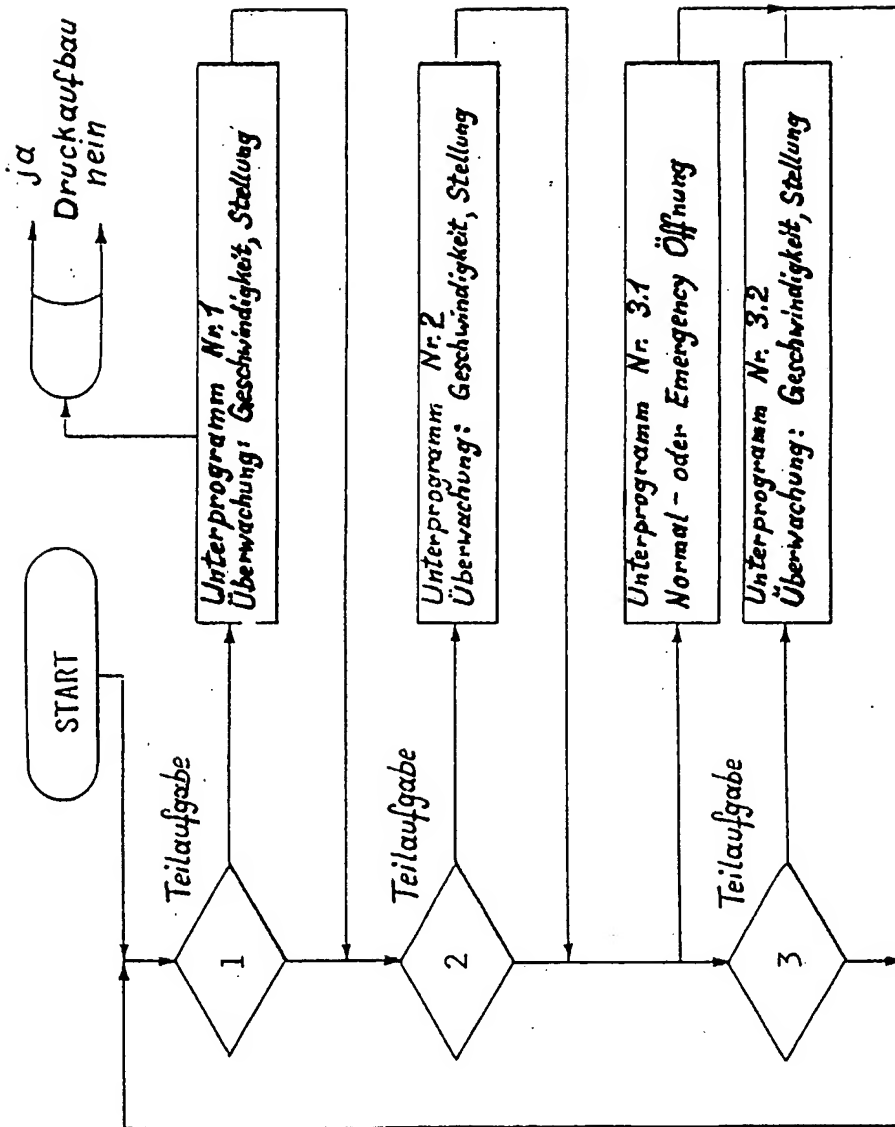 START
ja
Druckaufbau
nein
Teilaufgabe
1
Unterprogramm Nr. 1
Überwachung: Geschwindigkeit, Stellung
Teilaufgabe
2
Unterprogramm Nr. 2
Überwachung: Geschwindigkeit, Stellung
Unterprogramm Nr. 3.1
Normal- oder Emergency Öffnung
Teilaufgabe
3
Unterprogramm Nr. 3.2
Überwachung: Geschwindigkeit, Stellung